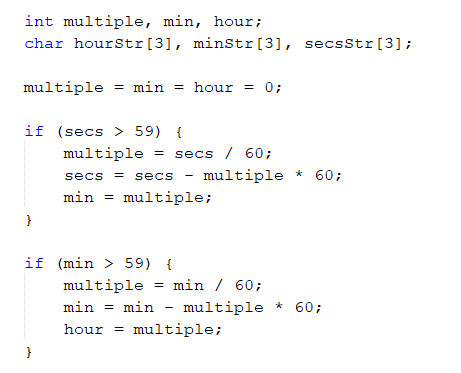 int multiple, min, hour;
char hourStr[3], minStr[3], secsStr[3];

multiple = min = hour = 0;

if (secs > 59) {
    multiple = secs / 60;
    secs = secs - multiple * 60;
    min = multiple;
}

if (min > 59) {
    multiple = min / 60;
    min = min - multiple * 60;
    hour = multiple;
}